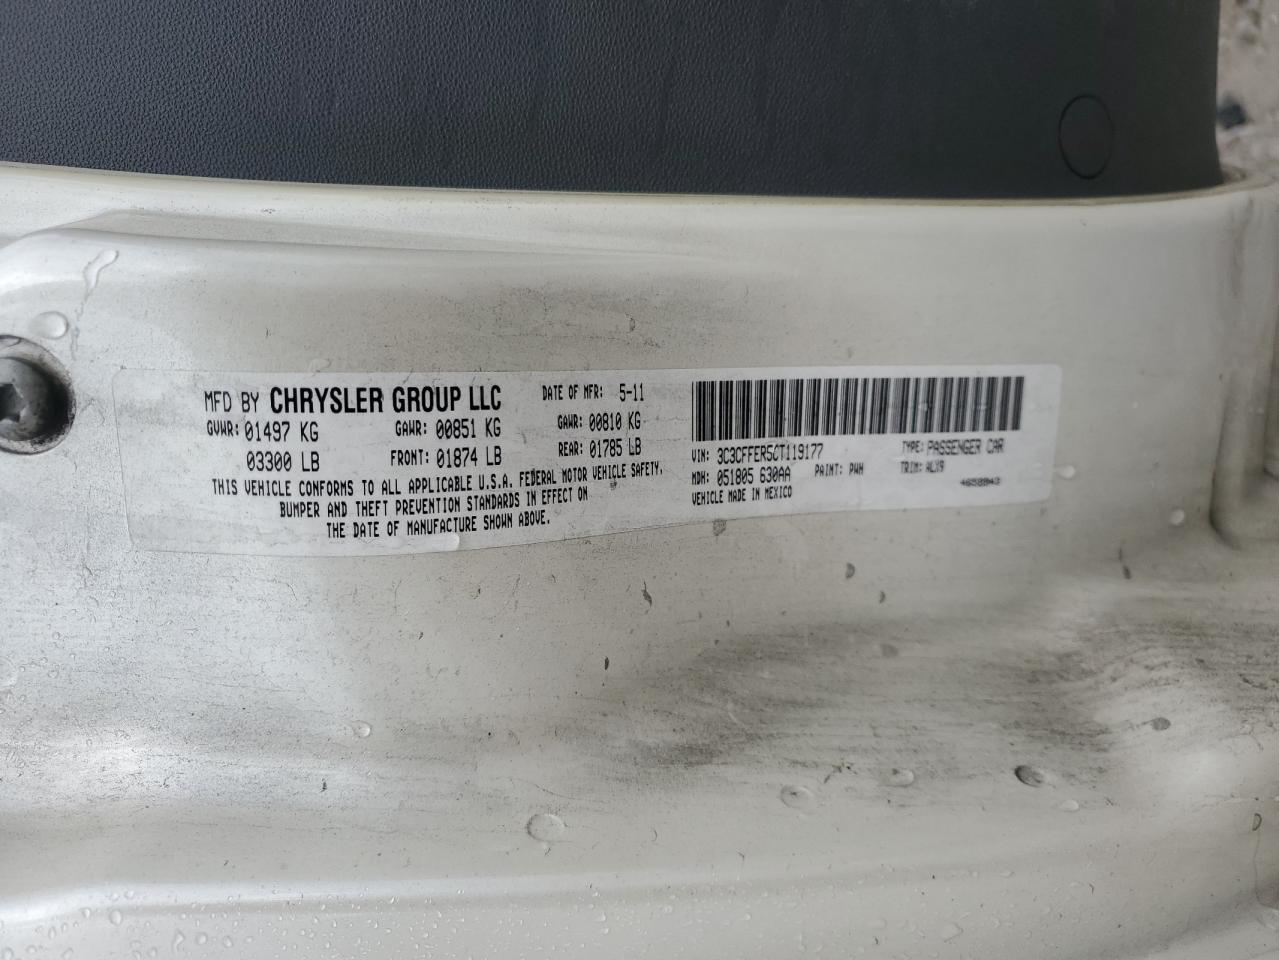 MFD BY CHRYSLER GROUP LLC DATE OF MFR: 5-11
GVWR: 01497 KG GAWR: 00851 KG GAWR: 00810 KG
03300 LB FRONT: 01874 LB REAR: 01785 LB
THIS VEHICLE CONFORMS TO ALL APPLICABLE U.S.A. FEDERAL MOTOR VEHICLE SAFETY,
BUMPER AND THEFT PREVENTION STANDARDS IN EFFECT ON
THE DATE OF MANUFACTURE SHOWN ABOVE.
VIN: 3C3CFFER5CT119177 TYPE: PASSENGER CAR
MDH: 051805 630AA PAINT: PWH TRIM: ALX9
VEHICLE MADE IN MEXICO